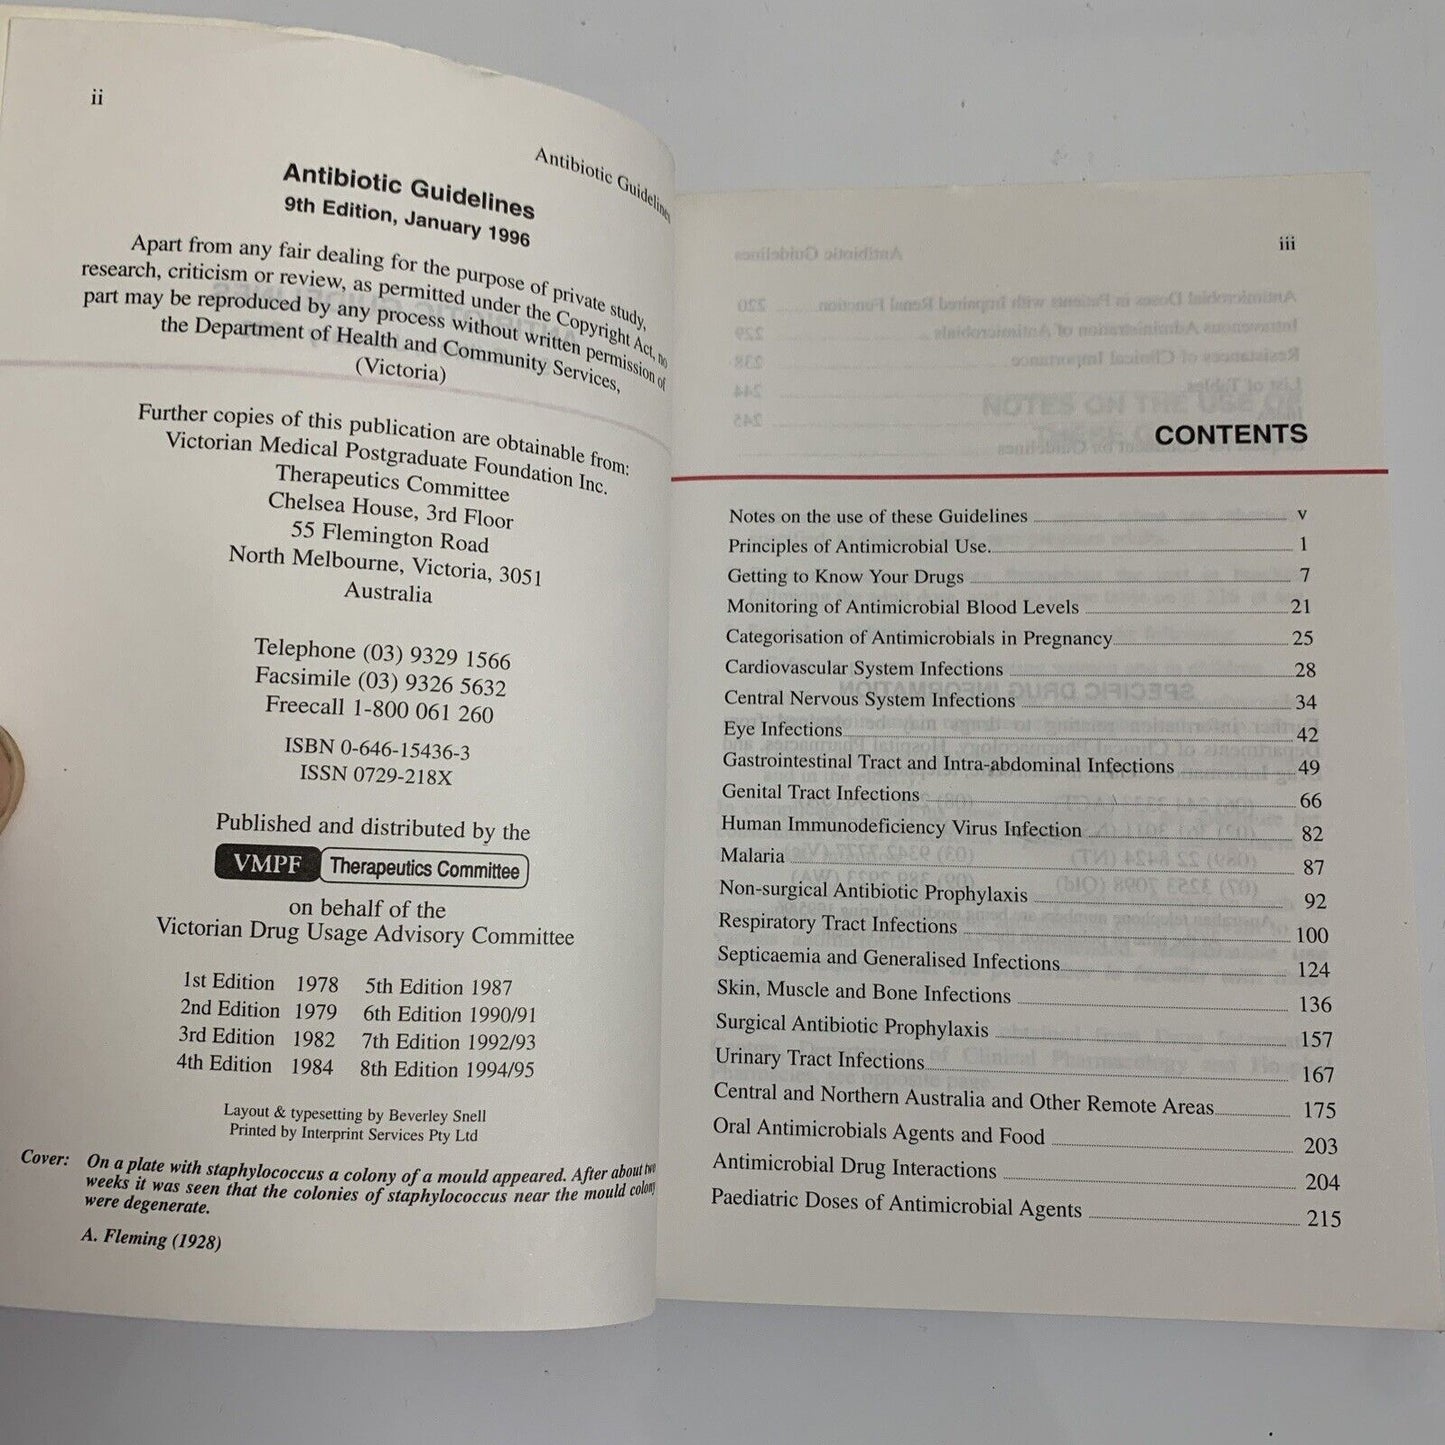 ii
Antibiotic Guidelines
Antibiotic Guidelines
9th Edition, January 1996
Apart from any fair dealing for the purpose of private study,
research, criticism or review, as permitted under the Copyright Act, no
part may be reproduced by any process without written permission of
the Department of Health and Community Services,
(Victoria)
Further copies of this publication are obtainable from:
Victorian Medical Postgraduate Foundation Inc.
Therapeutics Committee
Chelsea House, 3rd Floor
55 Flemington Road
North Melbourne, Victoria, 3051
Australia
Telephone (03) 9329 1566
Facsimile (03) 9326 5632
Freecall 1-800 061 260
ISBN 0-646-15436-3
ISSN 0729-218X
Published and distributed by the
VMPF Therapeutics Committee
on behalf of the
Victorian Drug Usage Advisory Committee
1st Edition 1978 5th Edition 1987
2nd Edition 1979 6th Edition 1990/91
3rd Edition 1982 7th Edition 1992/93
4th Edition 1984 8th Edition 1994/95
Layout & typesetting by Beverley Snell
Printed by Interprint Services Pty Ltd
Cover: On a plate with staphylococcus a colony of a mould appeared. After about two
weeks it was seen that the colonies of staphylococcus near the mould colony
were degenerate.
A. Fleming (1928)
iii
CONTENTS
Notes on the use of these Guidelines v
Principles of Antimicrobial Use. 1
Getting to Know Your Drugs 7
Monitoring of Antimicrobial Blood Levels 21
Categorisation of Antimicrobials in Pregnancy 25
Cardiovascular System Infections 28
Central Nervous System Infections 34
Eye Infections 42
Gastrointestinal Tract and Intra-abdominal Infections 49
Genital Tract Infections 66
Human Immunodeficiency Virus Infection 82
Malaria 87
Non-surgical Antibiotic Prophylaxis 92
Respiratory Tract Infections 100
Septicaemia and Generalised Infections 124
Skin, Muscle and Bone Infections 136
Surgical Antibiotic Prophylaxis 157
Urinary Tract Infections 167
Central and Northern Australia and Other Remote Areas 175
Oral Antimicrobials Agents and Food 203
Antimicrobial Drug Interactions 204
Paediatric Doses of Antimicrobial Agents 215